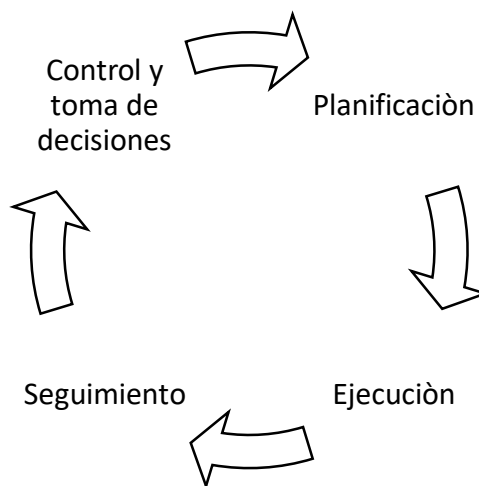 Control y
toma de
decisiones
Planificaciòn
Ejecuciòn
Seguimiento